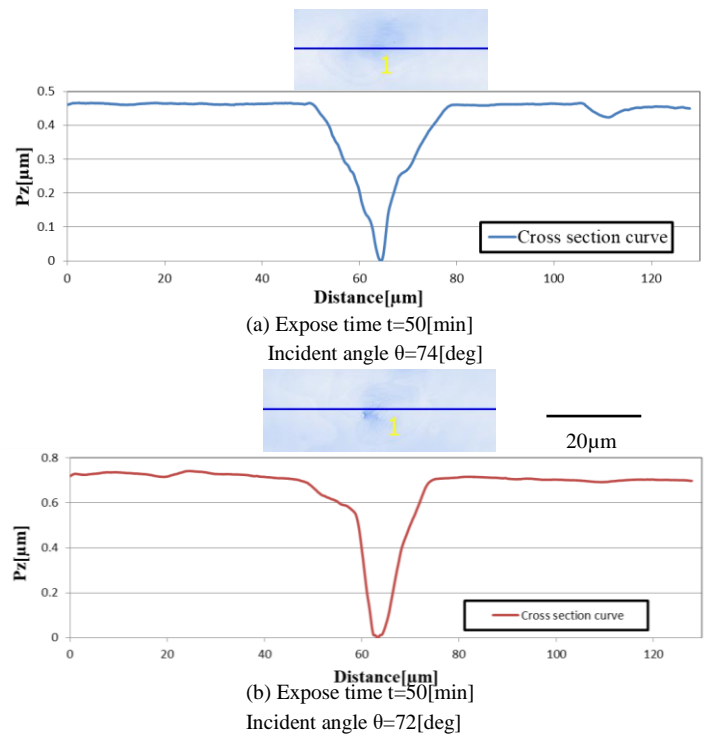 1
0.5
0.4
0.3
0.2
0.1
0
Pz[μm]
Cross section curve
0 20 40 60 80 100 120
Distance[μm]
(a) Expose time t=50[min]
Incident angle θ=74[deg]
1
20μm
0.8
0.6
0.4
0.2
0
Pz[μm]
Cross section curve
0 20 40 60 80 100 120
Distance[μm]
(b) Expose time t=50[min]
Incident angle θ=72[deg]